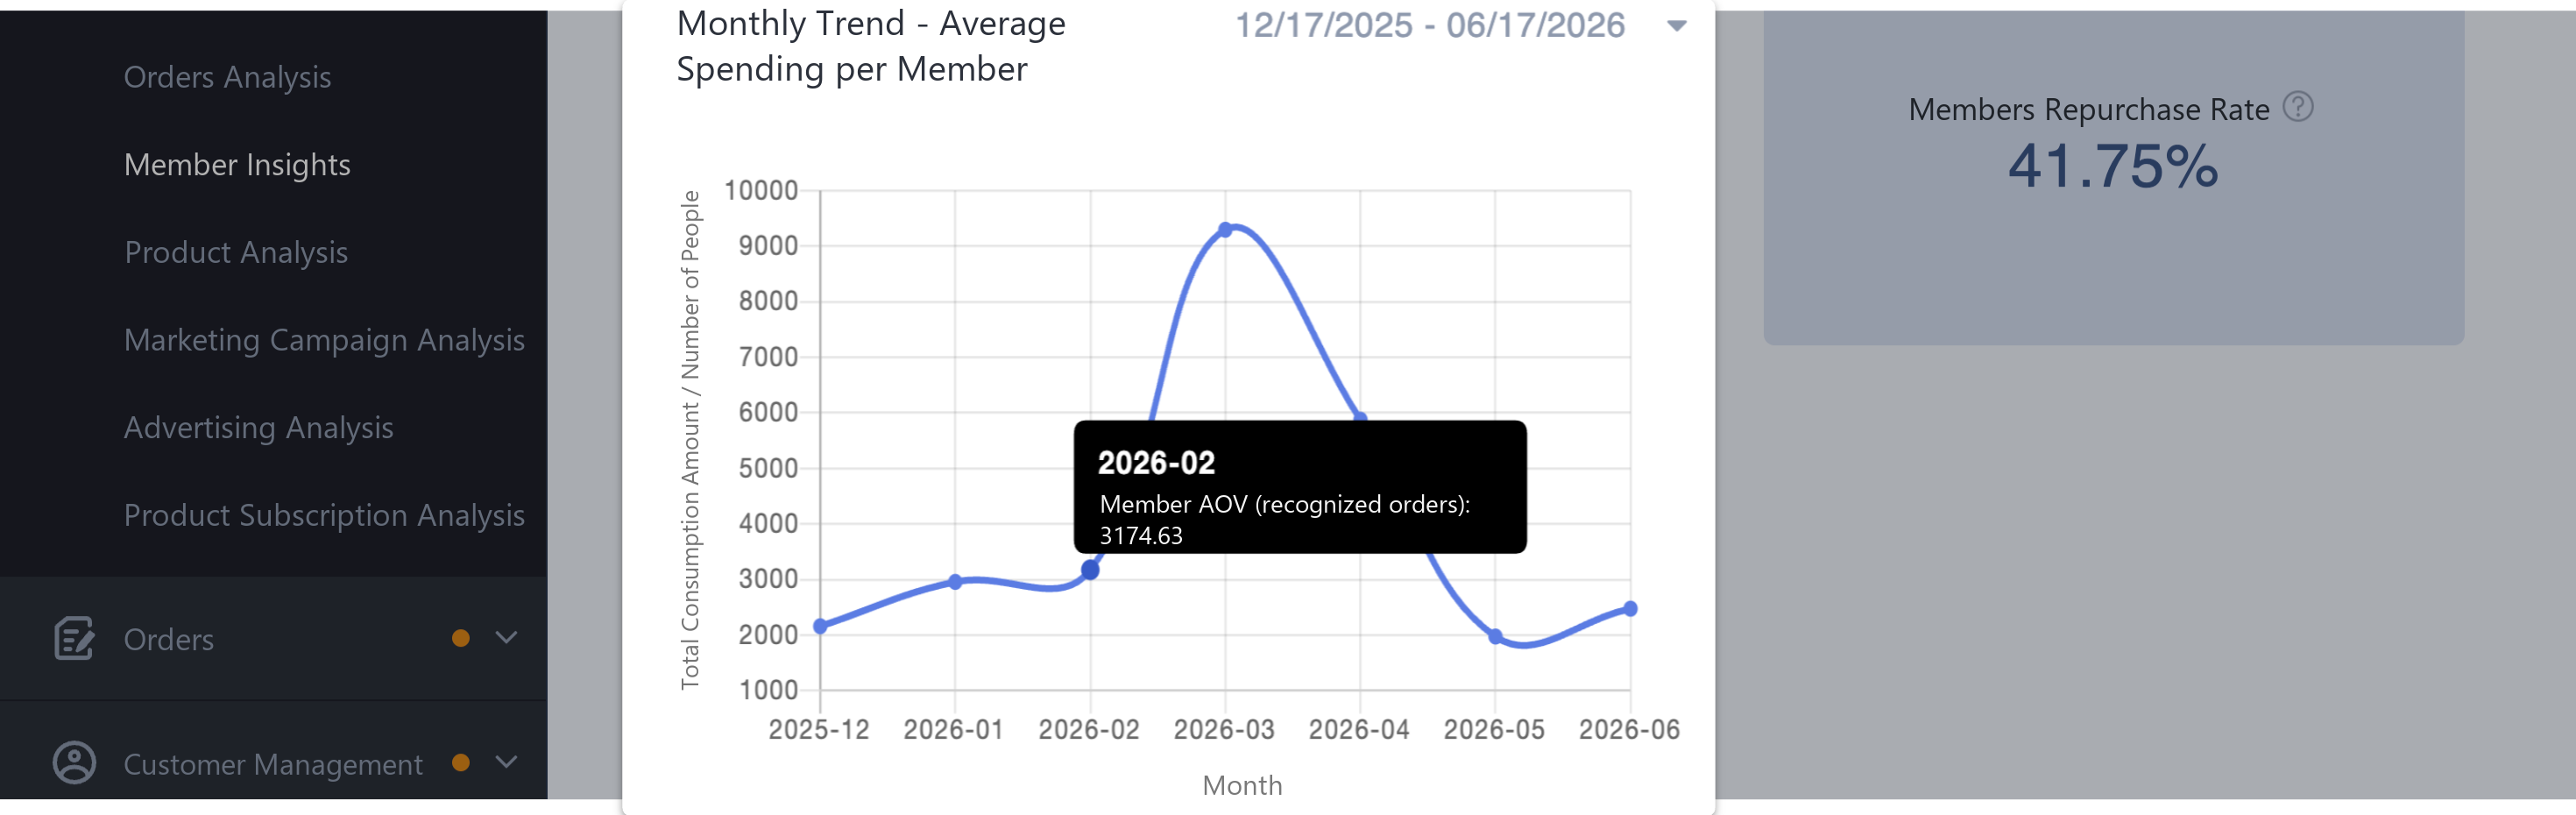 Orders Analysis
Member Insights
Product Analysis
Marketing Campaign Analysis
Advertising Analysis
Product Subscription Analysis
Orders
Customer Management
Monthly Trend - Average
Spending per Member
12/17/2025 - 06/17/2026
Total Consumption Amount / Number of People
10000
9000
8000
7000
6000
5000
4000
3000
2000
1000
2026-02
Member AOV (recognized orders):
3174.63
2025-12 2026-01 2026-02 2026-03 2026-04 2026-05 2026-06
Month
Members Repurchase Rate ?
41.75%